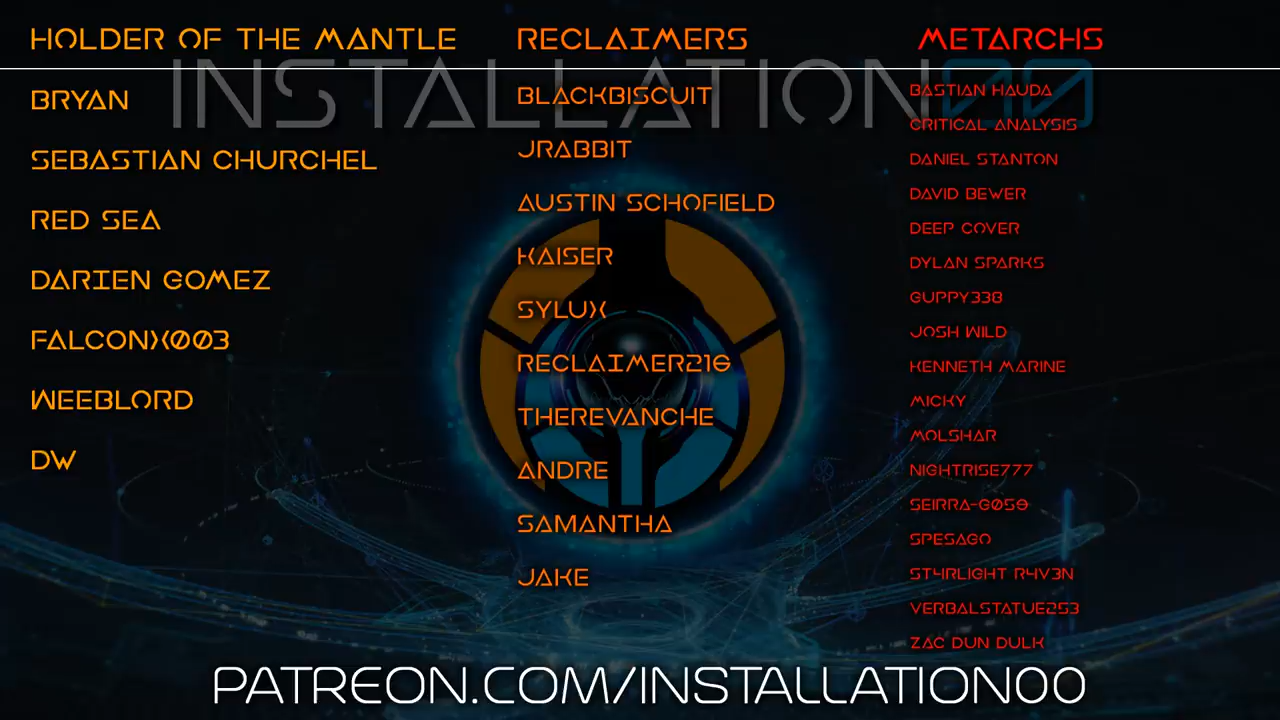 HOLDER OF THE MANTLE
BRYAN
SEBASTIAN CHURCHEL
RED SEA
DARIEN GOMEZ
FALCONX003
WEEBLORD
DW
RECLAIMERS
BLACKBISCUIT
JRABBIT
AUSTIN SCHOFIELD
KAISER
SYLUX
RECLAIMER216
THEREVANCHE
ANDRE
SAMANTHA
JAKE
METARCHS
BASTIAN HAUDA
CRITICAL ANALYSIS
DANIEL STANTON
DAVID BEWER
DEEP COVER
DYLAN SPARKS
GUPPY338
JOSH WILD
KENNETH MARINE
MICKY
MOLSHAR
NIGHTRISE777
SEIRRA-G059
SPESAGO
ST4RLIGHT R4V3N
VERBALSTATUE253
ZAC DUN DULK
INSTALLATION00
PATREON.COM/INSTALLATION00